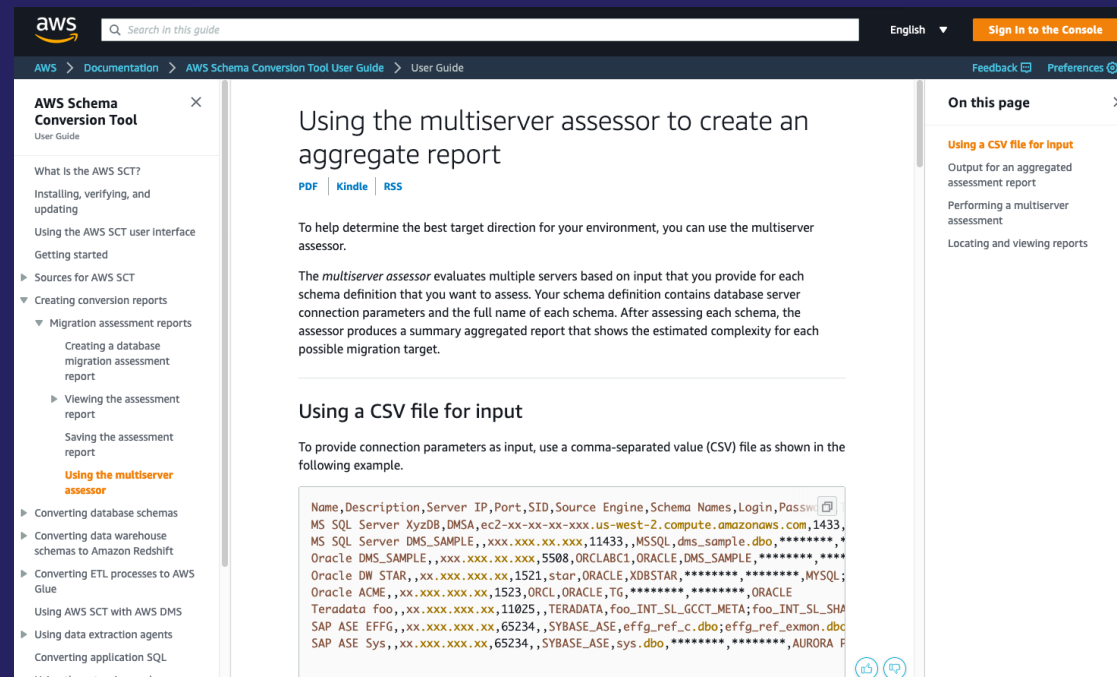 aws
Search in this guide
English
Sign In to the Console
AWS > Documentation > AWS Schema Conversion Tool User Guide > User Guide
Feedback
Preferences
AWS Schema
Conversion Tool
User Guide
What is the AWS SCT?
Installing, verifying, and
updating
Using the AWS SCT user interface
Getting started
Sources for AWS SCT
Creating conversion reports
Migration assessment reports
Creating a database
migration assessment
report
Viewing the assessment
report
Saving the assessment
report
Using the multiserver
assessor
Converting database schemas
Converting data warehouse
schemas to Amazon Redshift
Converting ETL processes to AWS
Glue
Using AWS SCT with AWS DMS
Using data extraction agents
Converting application SQL
Using the multiserver assessor to create an
aggregate report
PDF | Kindle | RSS
To help determine the best target direction for your environment, you can use the multiserver
assessor.
The multiserver assessor evaluates multiple servers based on input that you provide for each
schema definition that you want to assess. Your schema definition contains database server
connection parameters and the full name of each schema. After assessing each schema, the
assessor produces a summary aggregated report that shows the estimated complexity for each
possible migration target.
Using a CSV file for input
To provide connection parameters as input, use a comma-separated value (CSV) file as shown in the
following example.
Name,Description,Server IP,Port,SID,Source Engine,Schema Names,Login,Passw
MS SQL Server XyzDB,DMSA,ec2-xx-xx-xx-xxx.us-west-2.compute.amazonaws.com,1433,
MS SQL Server DMS_SAMPLE,,xxx.xxx.xx.xxx,11433,,MSSQL,dms_sample.dbo,********,*
Oracle DMS_SAMPLE,,xxx.xxx.xx.xxx,5508,ORCLABC1,ORACLE,DMS_SAMPLE,********,****
Oracle DW STAR,,xx.xxx.xxx.xx,1521,star,ORACLE,XDBSTAR,********,********,MYSQL;
Oracle ACME,,xx.xxx.xxx.xx,1523,ORCL,ORACLE,TG,********,********,ORACLE
Teradata foo,,xx.xxx.xxx.xx,11025,,TERADATA,foo_INT_SL_GCCT_META;foo_INT_SL_SHA
SAP ASE EFFG,,xx.xxx.xxx.xx,65234,,SYBASE_ASE,effg_ref_c.dbo;effg_ref_exmon.dbo
SAP ASE Sys,,xx.xxx.xxx.xx,65234,,SYBASE_ASE,sys.dbo,********,********,AURORA P
On this page
Using a CSV file for input
Output for an aggregated
assessment report
Performing a multiserver
assessment
Locating and viewing reports